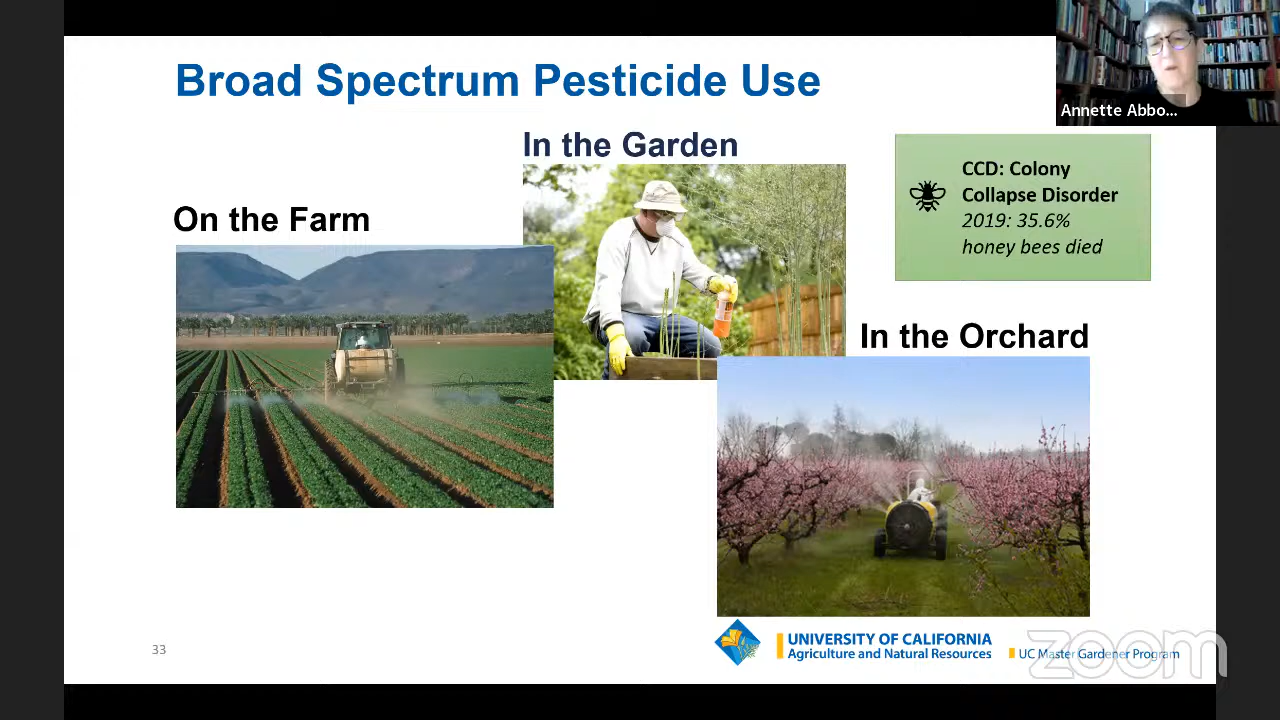 Broad Spectrum Pesticide Use
Annette Abbo...
In the Garden
CCD: Colony
Collapse Disorder
2019: 35.6%
honey bees died
On the Farm
In the Orchard
33
UNIVERSITY OF CALIFORNIA
Agriculture and Natural Resources
UC Master Gardener Program
zoom